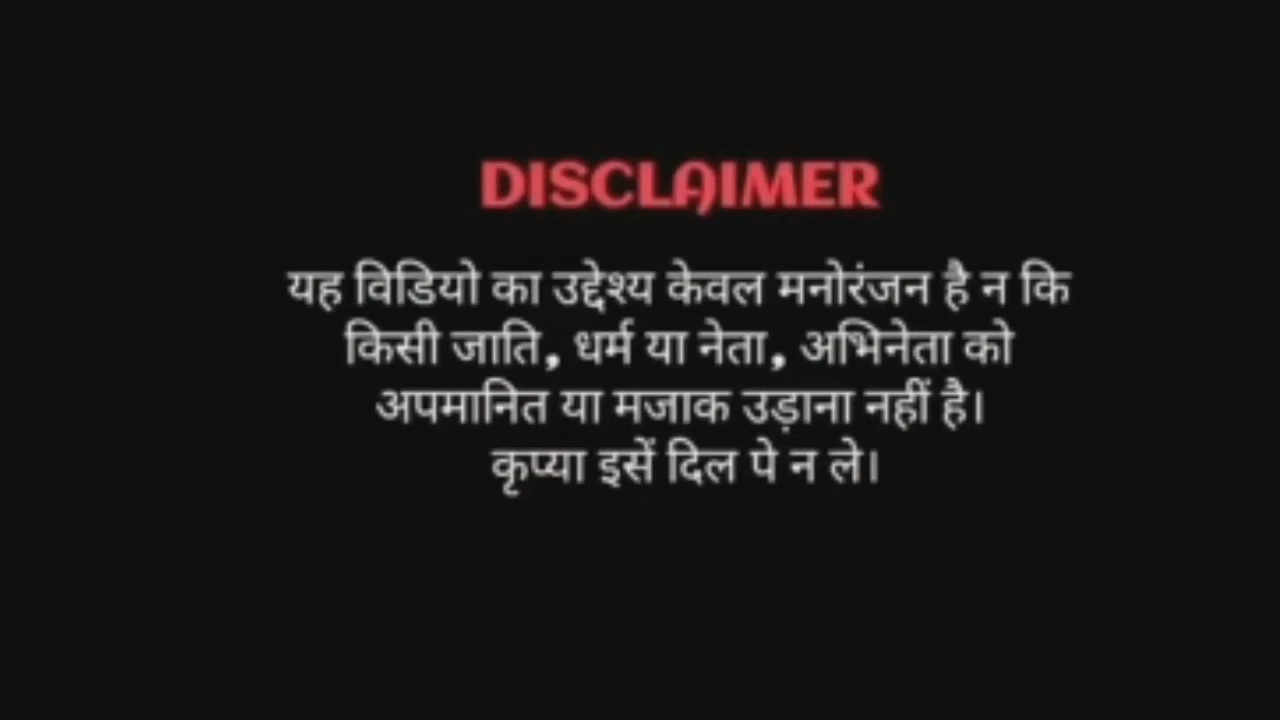 DISCLAIMER
यह विडियो का उद्देश्य केवल मनोरंजन है न कि
किसी जाति, धर्म या नेता, अभिनेता को
अपमानित या मजाक उड़ाना नहीं है।
कृप्या इसें दिल पे न ले।